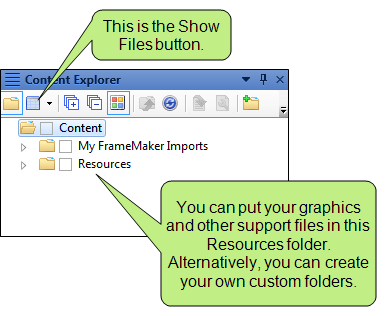 This is the Show
Files button.
Content Explorer
Content
My FrameMaker Imports
Resources
You can put your graphics
and other support files in this
Resources folder.
Alternatively, you can create
your own custom folders.